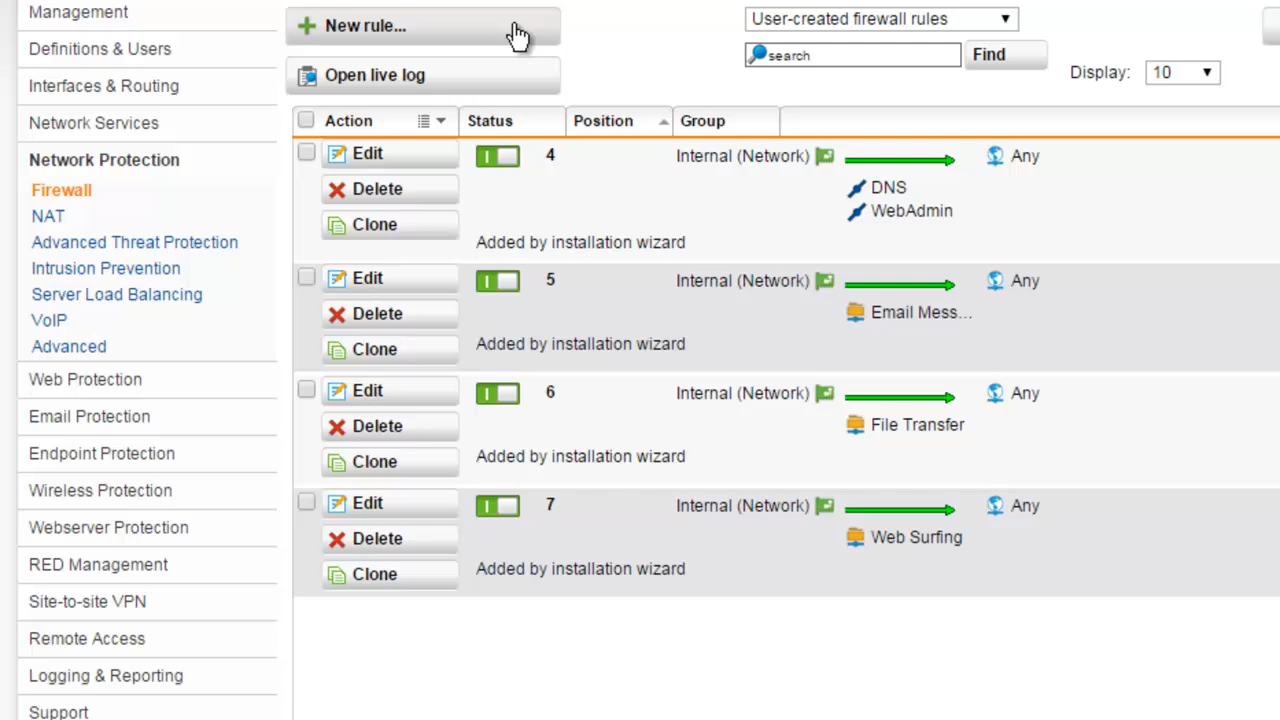 Management
Definitions & Users
Interfaces & Routing
Network Services
Network Protection
Firewall
NAT
Advanced Threat Protection
Intrusion Prevention
Server Load Balancing
VoIP
Advanced
Web Protection
Email Protection
Endpoint Protection
Wireless Protection
Webserver Protection
RED Management
Site-to-site VPN
Remote Access
Logging & Reporting
Support
New rule...
Open live log
User-created firewall rules
search
Find
Display: 10
Action Status Position Group
Edit 4 Internal (Network) Any
Delete DNS
Clone WebAdmin
Added by installation wizard
Edit 5 Internal (Network) Any
Delete Email Mess...
Clone Added by installation wizard
Edit 6 Internal (Network) Any
Delete File Transfer
Clone Added by installation wizard
Edit 7 Internal (Network) Any
Delete Web Surfing
Clone Added by installation wizard